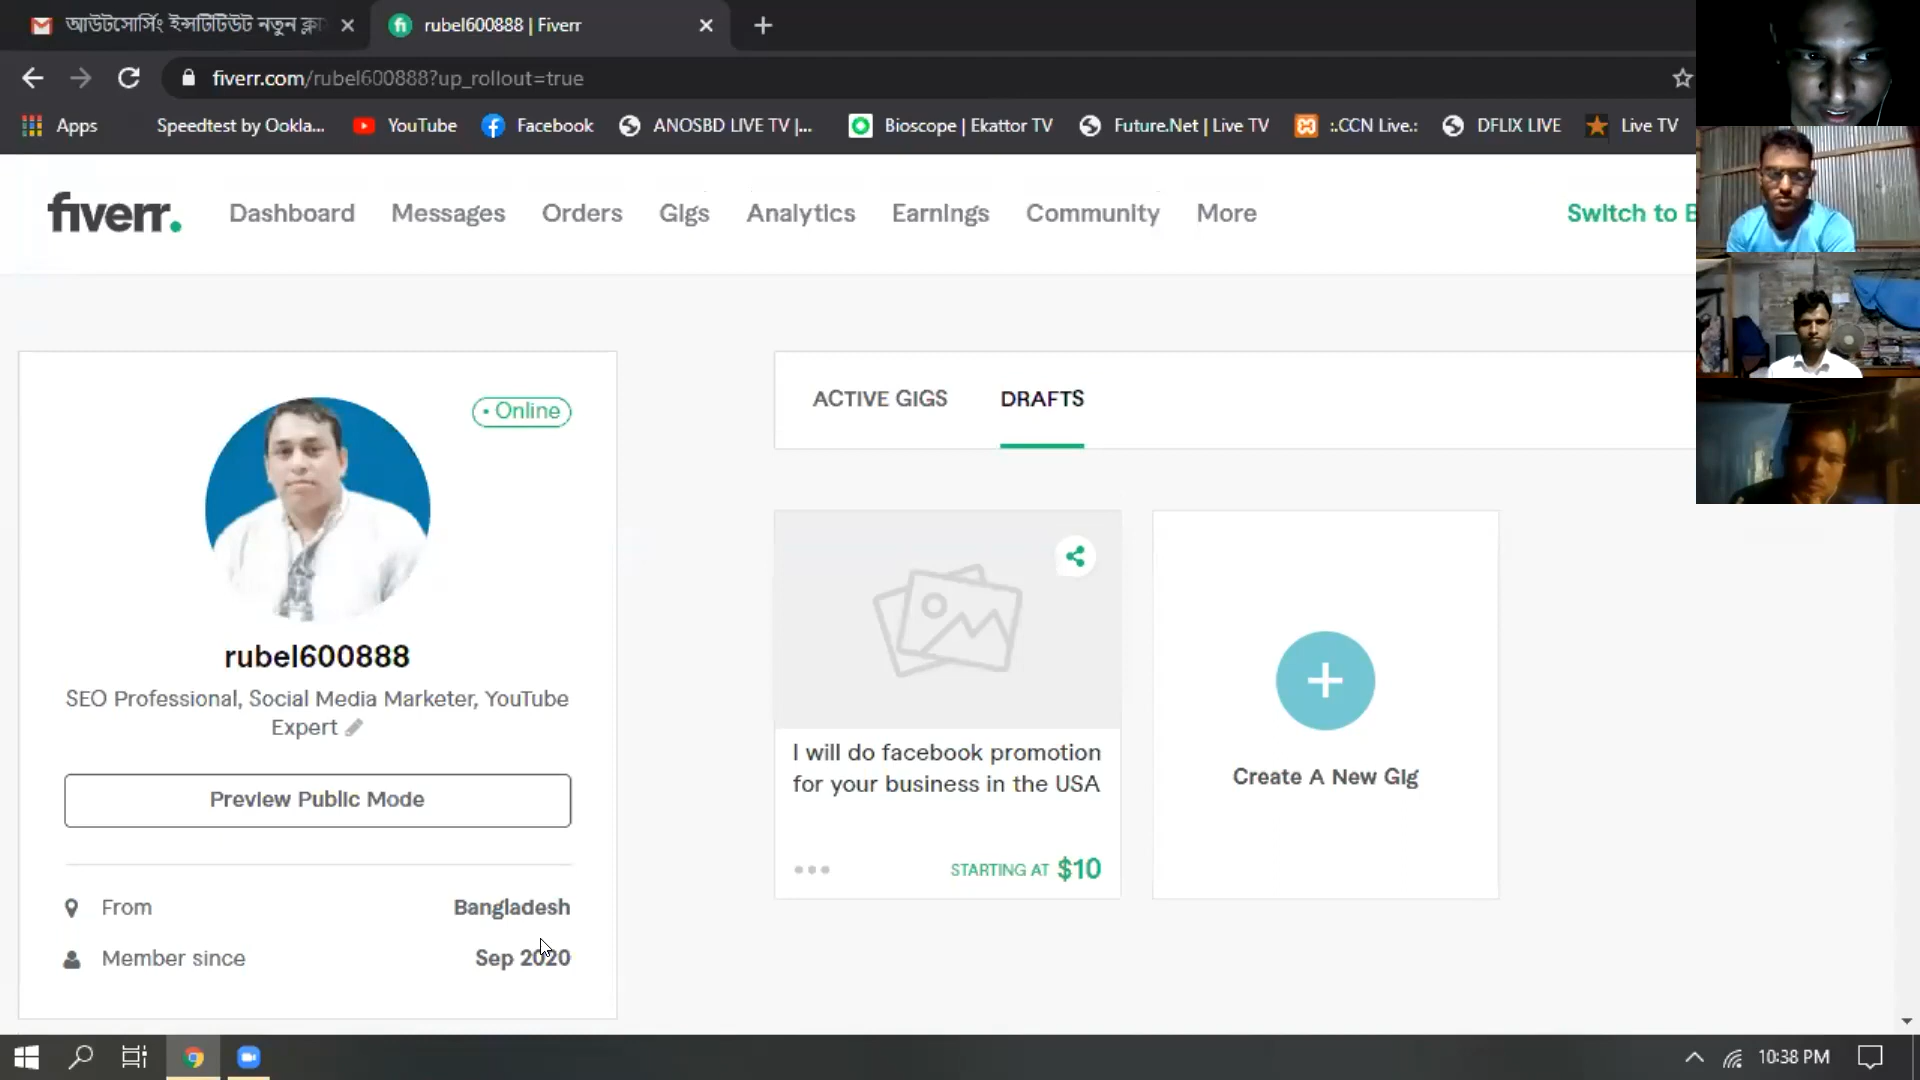 আউটসোর্সিং ইন্সটিটিউট নতুন ক্লা
rubel600888 | Fiverr
fiverr.com/rubel600888?up_rollout=true
Apps
Speedtest by Ookla...
YouTube
Facebook
ANOSBD LIVE TV |...
Bioscope | Ekattor TV
Future.Net | Live TV
:.CCN Live.:
DFLIX LIVE
Live TV
fiverr.
Dashboard
Messages
Orders
Gigs
Analytics
Earnings
Community
More
Switch to B
• Online
rubel600888
SEO Professional, Social Media Marketer, YouTube
Expert
Preview Public Mode
From
Bangladesh
Member since
Sep 2020
ACTIVE GIGS
DRAFTS
I will do facebook promotion
for your business in the USA
STARTING AT $10
Create A New Gig
10:38 PM